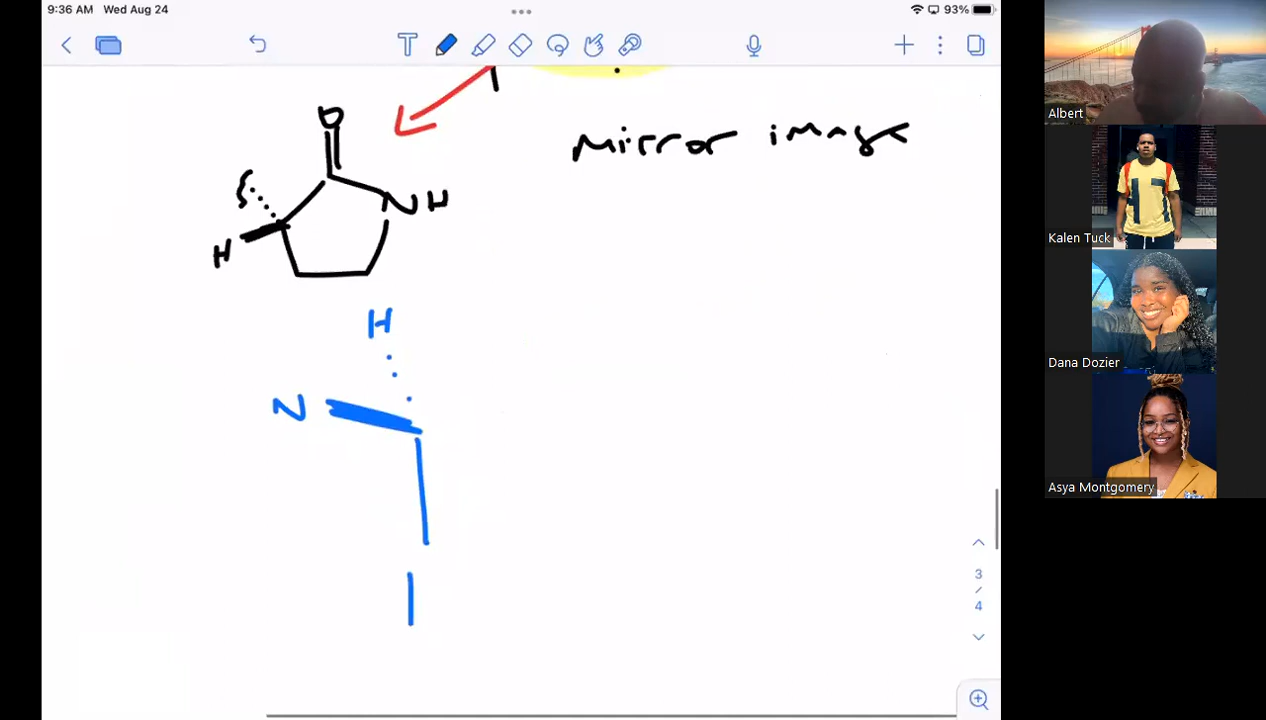 9:36 AM Wed Aug 24
93%
T
mirror image
O
NH
S
H
H
N
3
/
4
Albert
Kalen Tuck
Dana Dozier
Asya Montgomery